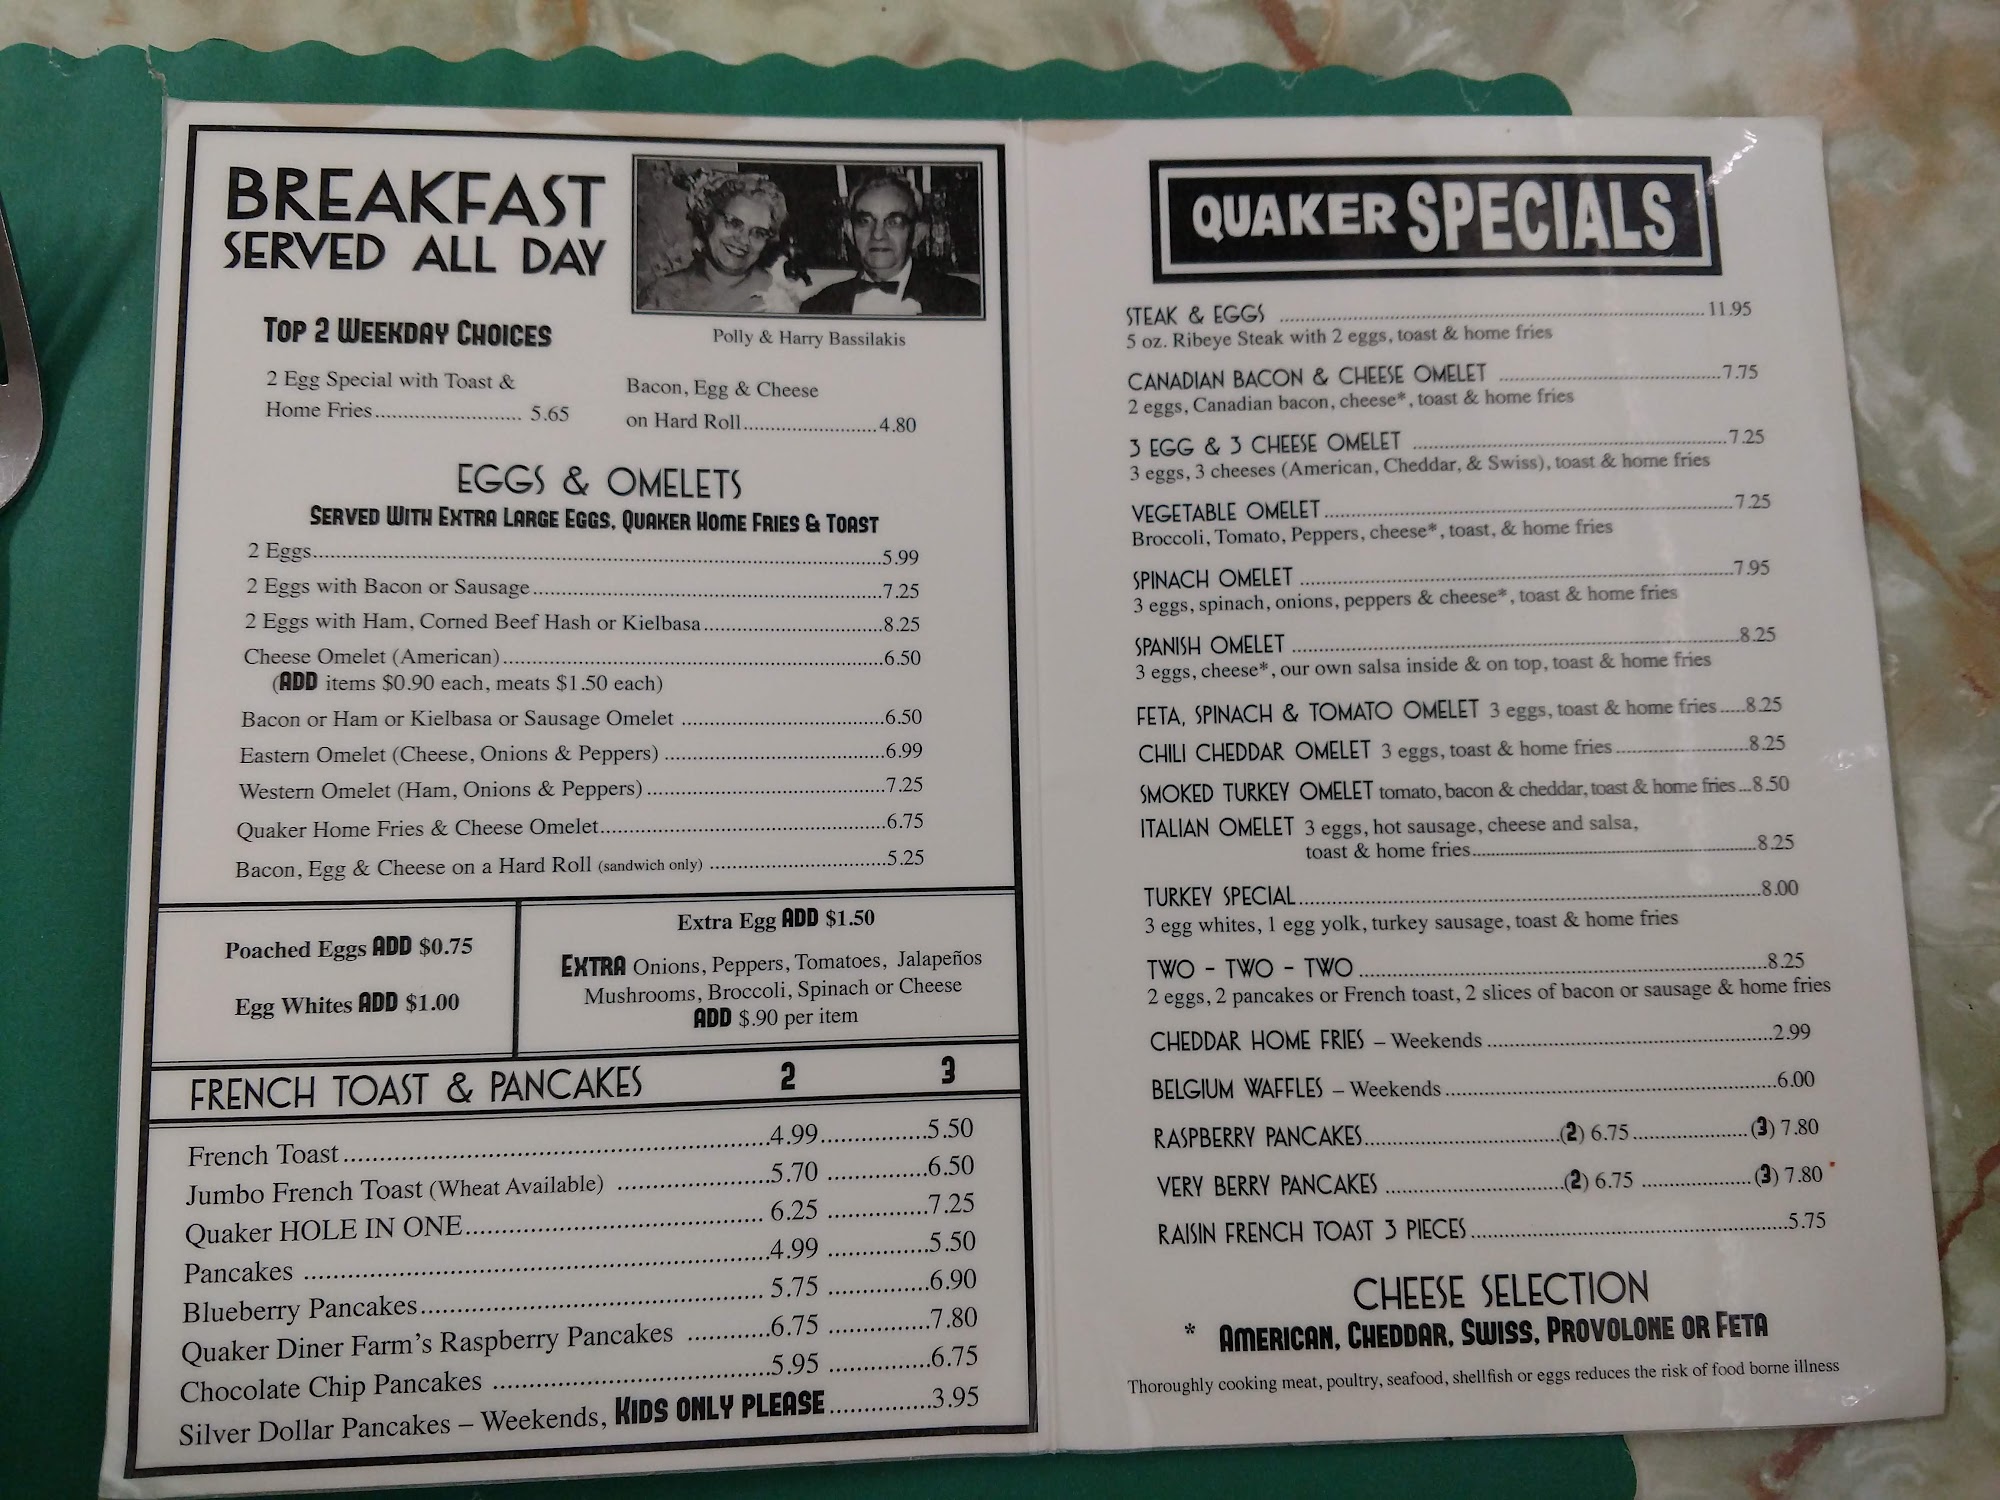 BREAKFAST
SERVED ALL DAY
Polly & Harry Bassilakis
TOP 2 WEEKDAY CHOICES
2 Egg Special with Toast &
Home Fries.......................... 5.65
Bacon, Egg & Cheese
on Hard Roll........................4.80
EGGS & OMELETS
SERVED WITH EXTRA LARGE EGGS, QUAKER HOME FRIES & TOAST
2 Eggs..........................................................5.99
2 Eggs with Bacon or Sausage..........................................................7.25
2 Eggs with Ham, Corned Beef Hash or Kielbasa................................8.25
Cheese Omelet (American)..........................................................6.50
(ADD items $0.90 each, meats $1.50 each)
Bacon or Ham or Kielbasa or Sausage Omelet ....................................6.50
Eastern Omelet (Cheese, Onions & Peppers) .......................................6.99
Western Omelet (Ham, Onions & Peppers)..........................................7.25
Quaker Home Fries & Cheese Omelet..................................................6.75
Bacon, Egg & Cheese on a Hard Roll (sandwich only) ................................5.25
Poached Eggs ADD $0.75
Egg Whites ADD $1.00
Extra Egg ADD $1.50
EXTRA Onions, Peppers, Tomatoes, Jalapeños
Mushrooms, Broccoli, Spinach or Cheese
ADD $.90 per item
FRENCH TOAST & PANCAKES 2 3
French Toast..........................................................4.99................5.50
Jumbo French Toast (Wheat Available) ......................5.70 ...............6.50
Quaker HOLE IN ONE............................................ 6.25 ...............7.25
Pancakes ..........................................................4.99 ...............5.50
Blueberry Pancakes.................................................... 5.75 ...............6.90
Quaker Diner Farm's Raspberry Pancakes ............6.75 ...............7.80
Chocolate Chip Pancakes ........................................5.95 ...............6.75
Silver Dollar Pancakes – Weekends, KIDS ONLY PLEASE...............3.95
QUAKER SPECIALS
STEAK & EGGS ..........................................................11.95
5 oz. Ribeye Steak with 2 eggs, toast & home fries
CANADIAN BACON & CHEESE OMELET ..........................................7.75
2 eggs, Canadian bacon, cheese*, toast & home fries
3 EGG & 3 CHEESE OMELET ..........................................................7.25
3 eggs, 3 cheeses (American, Cheddar, & Swiss), toast & home fries
VEGETABLE OMELET..........................................................7.25
Broccoli, Tomato, Peppers, cheese*, toast, & home fries
SPINACH OMELET ..........................................................7.95
3 eggs, spinach, onions, peppers & cheese*, toast & home fries
SPANISH OMELET ..........................................................8.25
3 eggs, cheese*, our own salsa inside & on top, toast & home fries
FETA, SPINACH & TOMATO OMELET 3 eggs, toast & home fries.....8.25
CHILI CHEDDAR OMELET 3 eggs, toast & home fries........................8.25
SMOKED TURKEY OMELET tomato, bacon & cheddar, toast & home fries...8.50
ITALIAN OMELET 3 eggs, hot sausage, cheese and salsa,
toast & home fries..........................................................8.25
TURKEY SPECIAL..........................................................8.00
3 egg whites, 1 egg yolk, turkey sausage, toast & home fries
TWO - TWO - TWO ..........................................................8.25
2 eggs, 2 pancakes or French toast, 2 slices of bacon or sausage & home fries
CHEDDAR HOME FRIES – Weekends ..................................................2.99
BELGIUM WAFFLES – Weekends..........................................................6.00
RASPBERRY PANCAKES..................................(2) 6.75....................(3) 7.80
VERY BERRY PANCAKES ................................(2) 6.75 ....................(3) 7.80
RAISIN FRENCH TOAST 3 PIECES..........................................................5.75
CHEESE SELECTION
* AMERICAN, CHEDDAR, SWISS, PROVOLONE OR FETA
Thoroughly cooking meat, poultry, seafood, shellfish or eggs reduces the risk of food borne illness